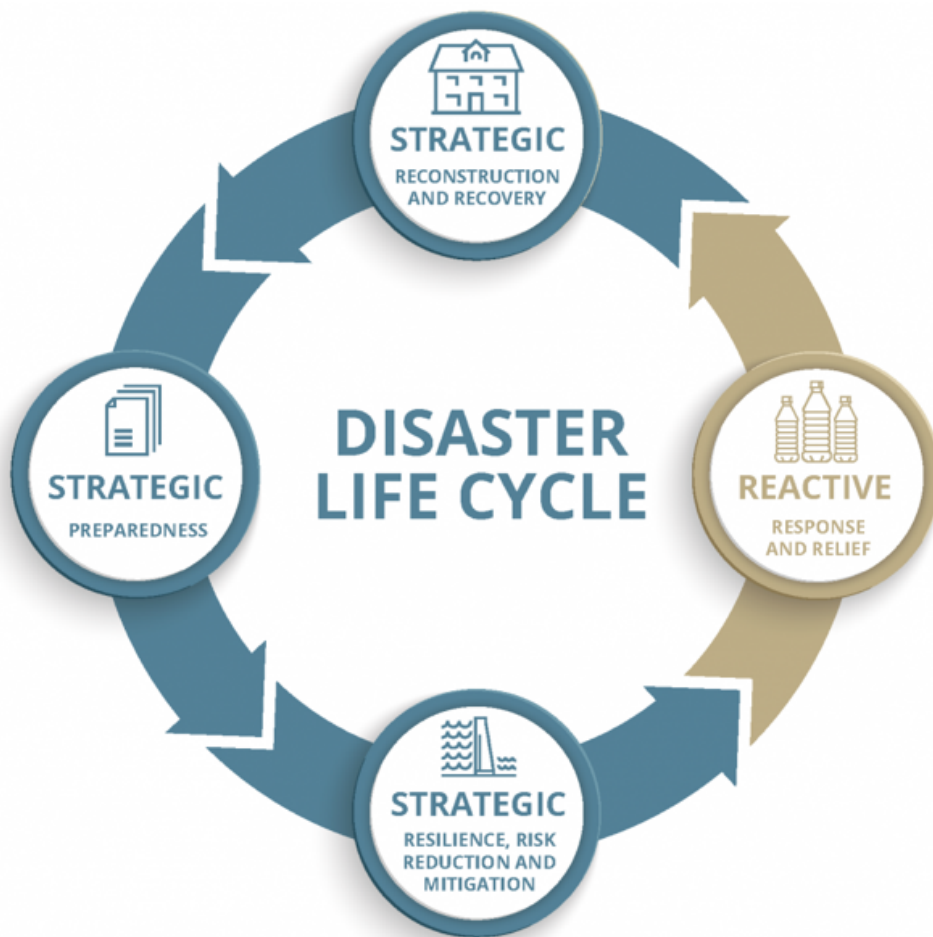 STRATEGIC
RECONSTRUCTION
AND RECOVERY
DISASTER
LIFE CYCLE
STRATEGIC
PREPAREDNESS
REACTIVE
RESPONSE
AND RELIEF
STRATEGIC
RESILIENCE, RISK
REDUCTION AND
MITIGATION